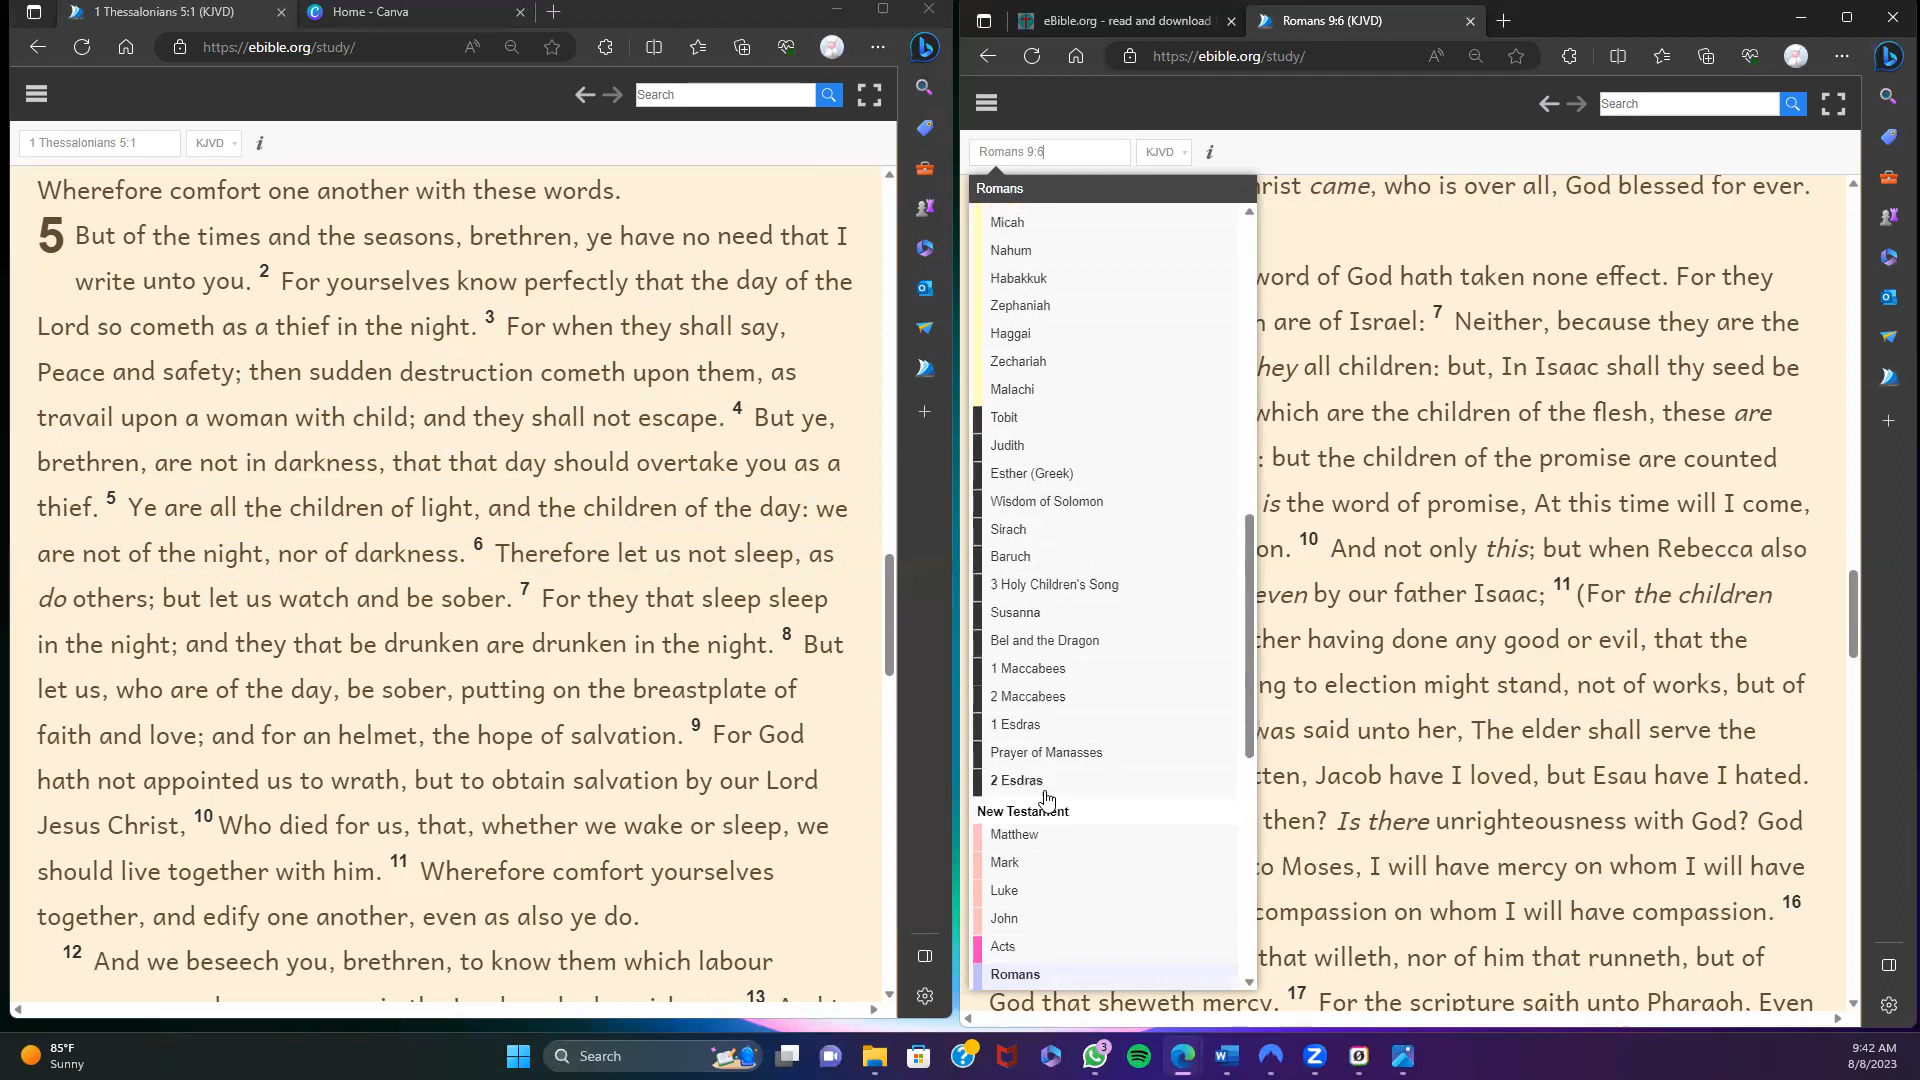 1 Thessalonians 5:1 (KJVD)
Home - Canva
https://ebible.org/study/
Search
1 Thessalonians 5:1
KJVD
i
Wherefore comfort one another with these words.
5 But of the times and the seasons, brethren, ye have no need that I
write unto you. 2 For yourselves know perfectly that the day of the
Lord so cometh as a thief in the night. 3 For when they shall say,
Peace and safety; then sudden destruction cometh upon them, as
travail upon a woman with child; and they shall not escape. 4 But ye,
brethren, are not in darkness, that that day should overtake you as a
thief. 5 Ye are all the children of light, and the children of the day: we
are not of the night, nor of darkness. 6 Therefore let us not sleep, as
do others; but let us watch and be sober. 7 For they that sleep sleep
in the night; and they that be drunken are drunken in the night. 8 But
let us, who are of the day, be sober, putting on the breastplate of
faith and love; and for an helmet, the hope of salvation. 9 For God
hath not appointed us to wrath, but to obtain salvation by our Lord
Jesus Christ, 10 Who died for us, that, whether we wake or sleep, we
should live together with him. 11 Wherefore comfort yourselves
together, and edify one another, even as also ye do.
12 And we beseech you, brethren, to know them which labour
13
eBible.org - read and download
Romans 9:6 (KJVD)
https://ebible.org/study/
Search
Romans 9:6
KJVD
i
Romans
Micah
Nahum
Habakkuk
Zephaniah
Haggai
Zechariah
Malachi
Tobit
Judith
Esther (Greek)
Wisdom of Solomon
Sirach
Baruch
3 Holy Children's Song
Susanna
Bel and the Dragon
1 Maccabees
2 Maccabees
1 Esdras
Prayer of Manasses
2 Esdras
New Testament
Matthew
Mark
Luke
John
Acts
Romans
hrist came, who is over all, God blessed for ever.
word of God hath taken none effect. For they
are of Israel: 7 Neither, because they are the
hey all children: but, In Isaac shall thy seed be
which are the children of the flesh, these are
: but the children of the promise are counted
is the word of promise, At this time will I come,
on. 10 And not only this; but when Rebecca also
even by our father Isaac; 11 (For the children
ther having done any good or evil, that the
ng to election might stand, not of works, but of
was said unto her, The elder shall serve the
tten, Jacob have I loved, but Esau have I hated.
then? Is there unrighteousness with God? God
to Moses, I will have mercy on whom I will have
compassion on whom I will have compassion. 16
that willeth, nor of him that runneth, but of
God that sheweth mercy. 17 For the scripture saith unto Pharaoh, Even
85°F
Sunny
Search
3
9:42 AM
8/8/2023